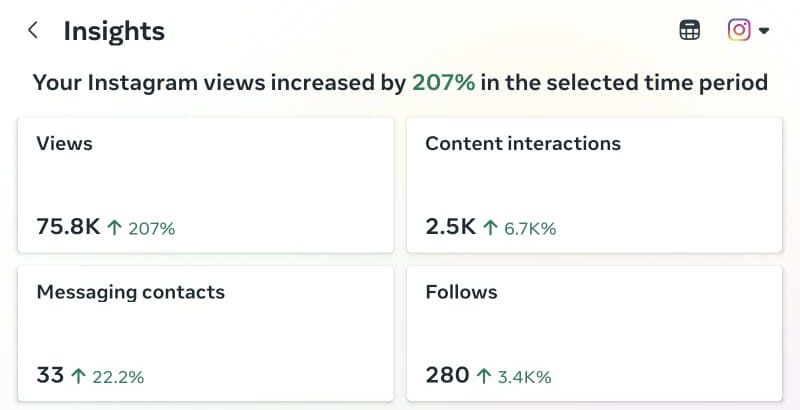 Insights
Your Instagram views increased by 207% in the selected time period
Views
75.8K ↑ 207%
Content interactions
2.5K ↑ 6.7K%
Messaging contacts
33 ↑ 22.2%
Follows
280 ↑ 3.4K%